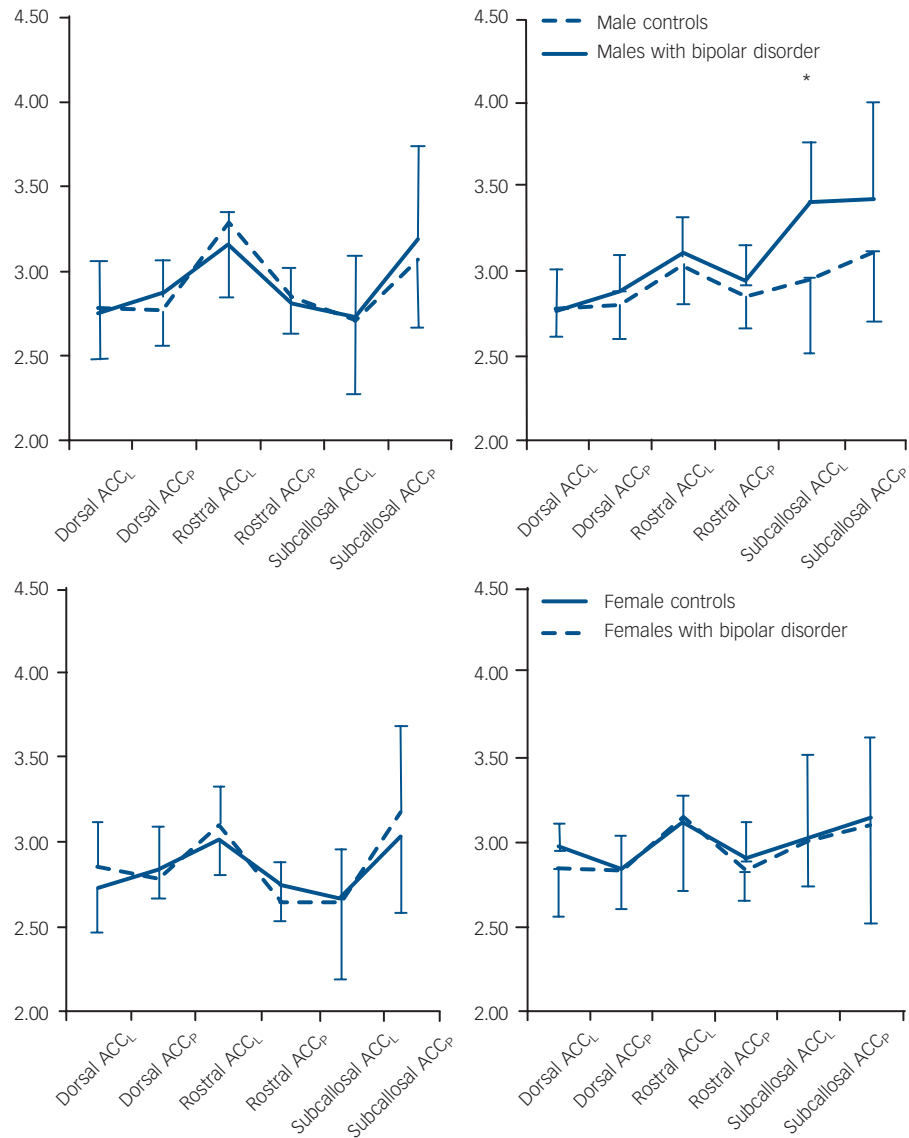 4.50
4.00
3.50
3.00
2.50
2.00
Dorsal ACCL
Dorsal ACCP
Rostral ACCL
Rostral ACCP
Subcallosal ACCL
Subcallosal ACCP
4.50
4.00
3.50
3.00
2.50
2.00
Male controls
Males with bipolar disorder
*
Dorsal ACCL
Dorsal ACCP
Rostral ACCL
Rostral ACCP
Subcallosal ACCL
Subcallosal ACCP
4.50
4.00
3.50
3.00
2.50
2.00
Dorsal ACCL
Dorsal ACCP
Rostral ACCL
Rostral ACCP
Subcallosal ACCL
Subcallosal ACCP
4.50
4.00
3.50
3.00
2.50
2.00
Female controls
Females with bipolar disorder
Dorsal ACCL
Dorsal ACCP
Rostral ACCL
Rostral ACCP
Subcallosal ACCL
Subcallosal ACCP